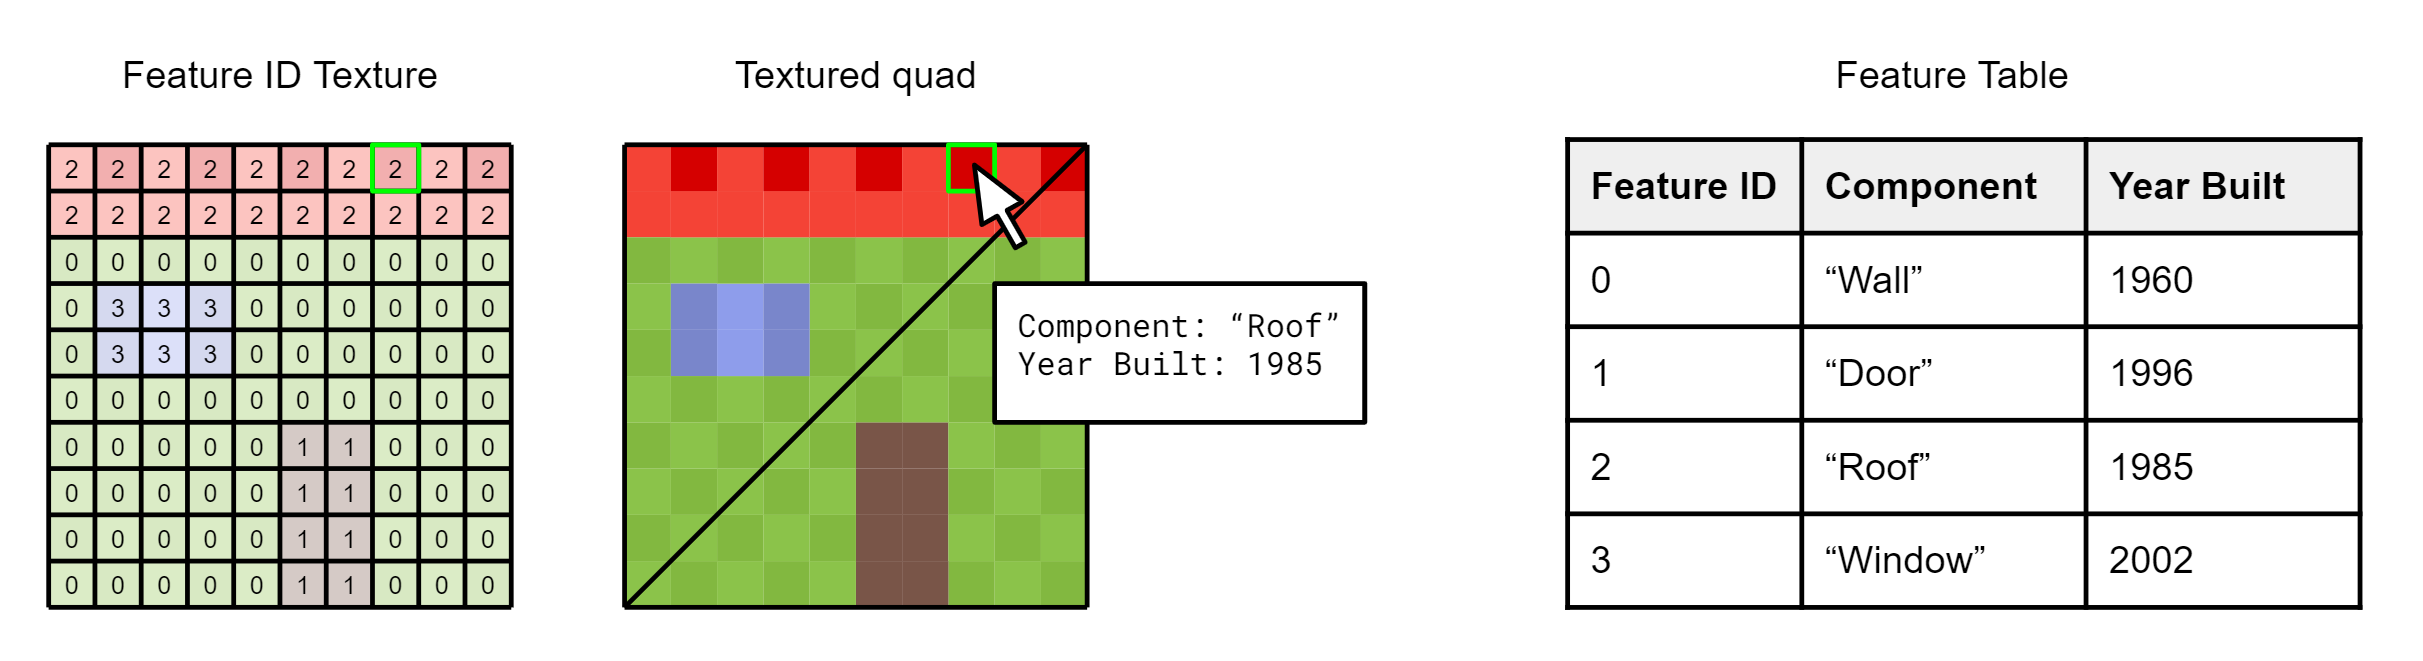 Feature ID Texture
2 2 2 2 2 2 2 2 2 2
2 2 2 2 2 2 2 2 2 2
0 0 0 0 0 0 0 0 0 0
0 3 3 3 0 0 0 0 0 0
0 3 3 3 0 0 0 0 0 0
0 0 0 0 0 0 0 0 0 0
0 0 0 0 0 1 1 0 0 0
0 0 0 0 0 1 1 0 0 0
0 0 0 0 0 1 1 0 0 0
0 0 0 0 0 1 1 0 0 0
Textured quad
Component: “Roof”
Year Built: 1985
Feature Table
Feature ID Component Year Built
0 “Wall” 1960
1 “Door” 1996
2 “Roof” 1985
3 “Window” 2002